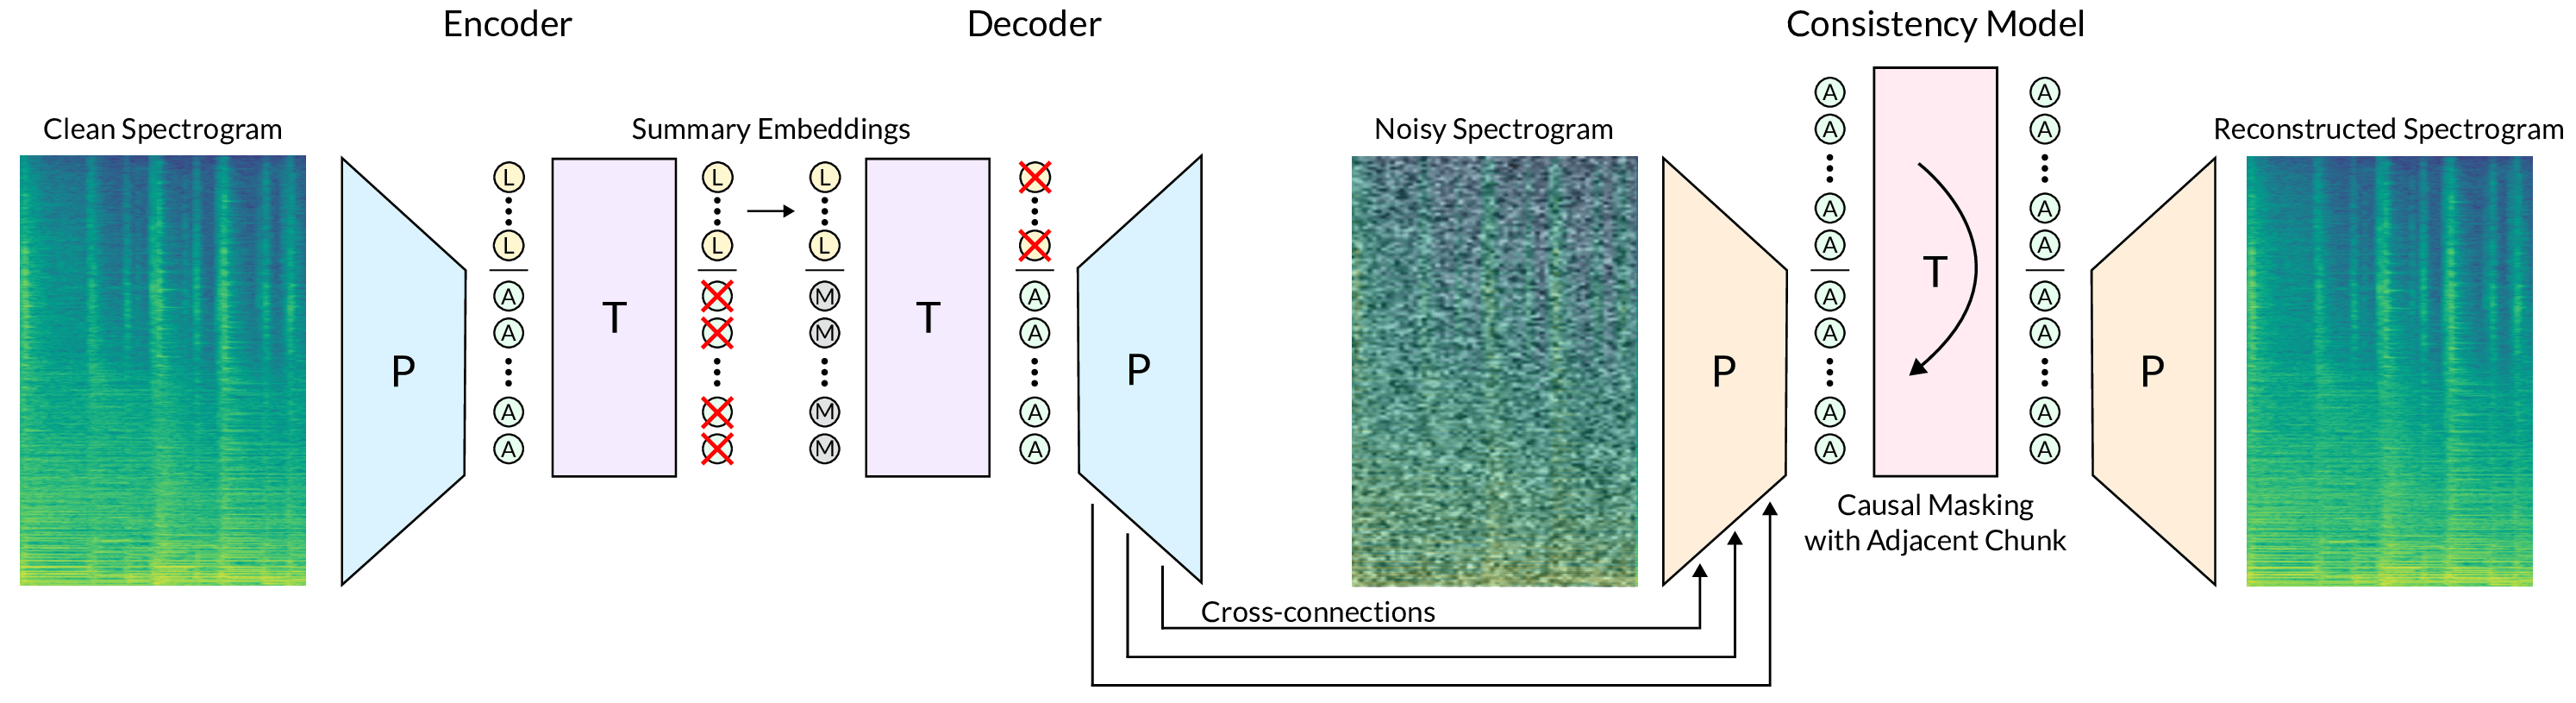 Encoder
Decoder
Consistency Model
Clean Spectrogram
Summary Embeddings
Noisy Spectrogram
Reconstructed Spectrogram
P
L
L
A
A
A
A
T
L
L
L
L
M
M
M
M
T
A
A
A
A
P
P
A
A
A
A
A
A
A
A
T
A
A
A
A
A
A
A
A
P
Causal Masking
with Adjacent Chunk
Cross-connections